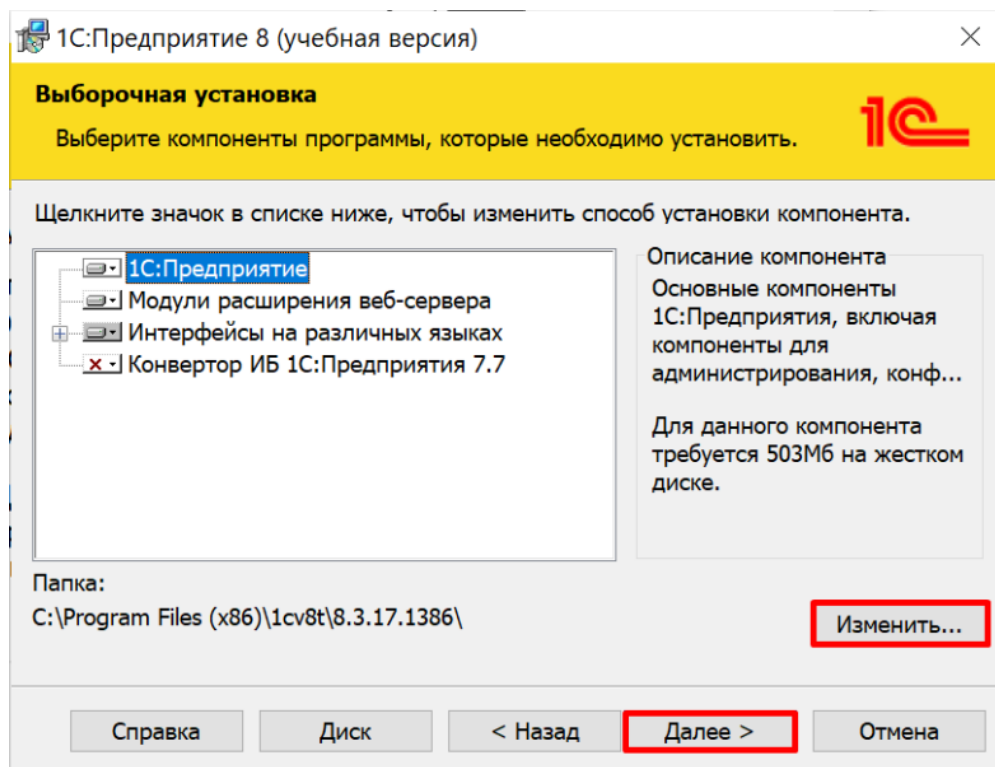 1С:Предприятие 8 (учебная версия)
Выборочная установка
Выберите компоненты программы, которые необходимо установить.
1С
Щелкните значок в списке ниже, чтобы изменить способ установки компонента.
1С:Предприятие
Модули расширения веб-сервера
Интерфейсы на различных языках
Конвертор ИБ 1С:Предприятия 7.7
Описание компонента
Основные компоненты
1С:Предприятия, включая
компоненты для
администрирования, конф...
Для данного компонента
требуется 503Мб на жестком
диске.
Папка:
C:\Program Files (x86)\1cv8t\8.3.17.1386\
Изменить...
Справка
Диск
< Назад
Далее >
Отмена